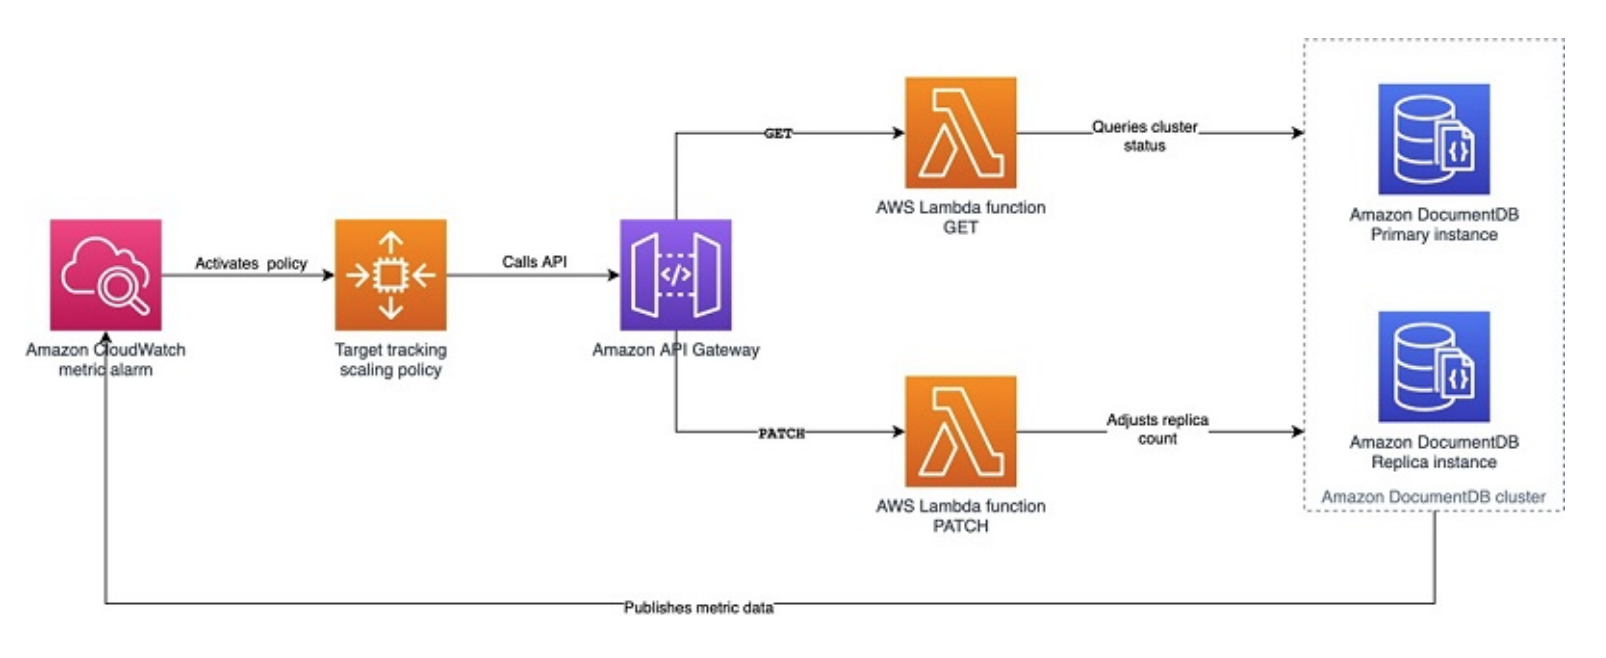 GET
Queries cluster
status
AWS Lambda function
GET
Amazon DocumentDB
Primary instance
Activates policy
Calls API
Amazon CloudWatch
metric alarm
Target tracking
scaling policy
Amazon API Gateway
PATCH
Adjusts replica
count
AWS Lambda function
PATCH
Amazon DocumentDB
Replica instance
Amazon DocumentDB cluster
Publishes metric data